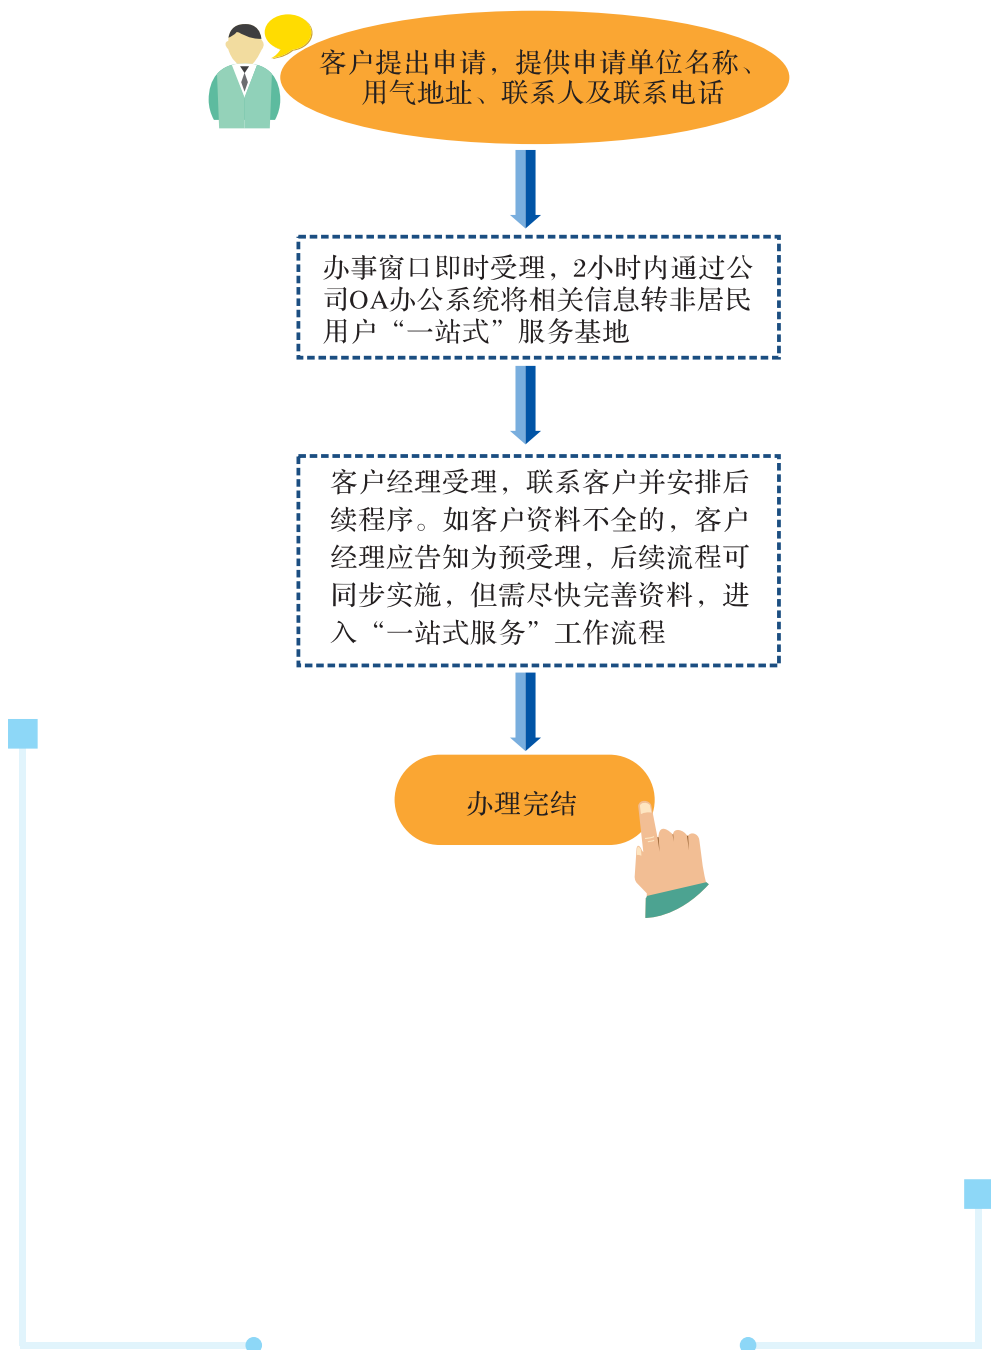 客户提出申请，提供申请单位名称、
用气地址、联系人及联系电话
办事窗口即时受理，2小时内通过公
司OA办公系统将相关信息转非居民
用户“一站式”服务基地
客户经理受理，联系客户并安排后
续程序。如客户资料不全的，客户
经理应告知为预受理，后续流程可
同步实施，但需尽快完善资料，进
入“一站式服务”工作流程
办理完结